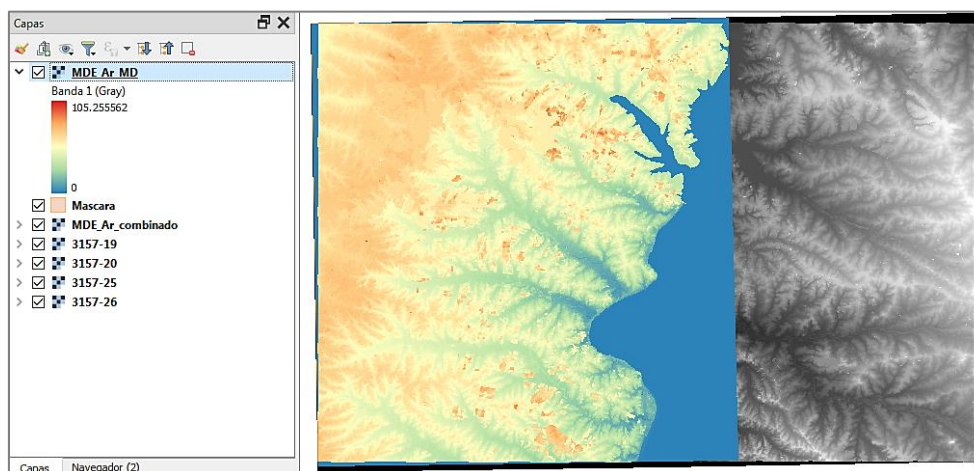 Capas
MDE_Ar_MD
Banda 1 (Gray)
105.255562
0
Mascara
MDE_Ar_combinado
3157-19
3157-20
3157-25
3157-26
Capas
Navegador (2)